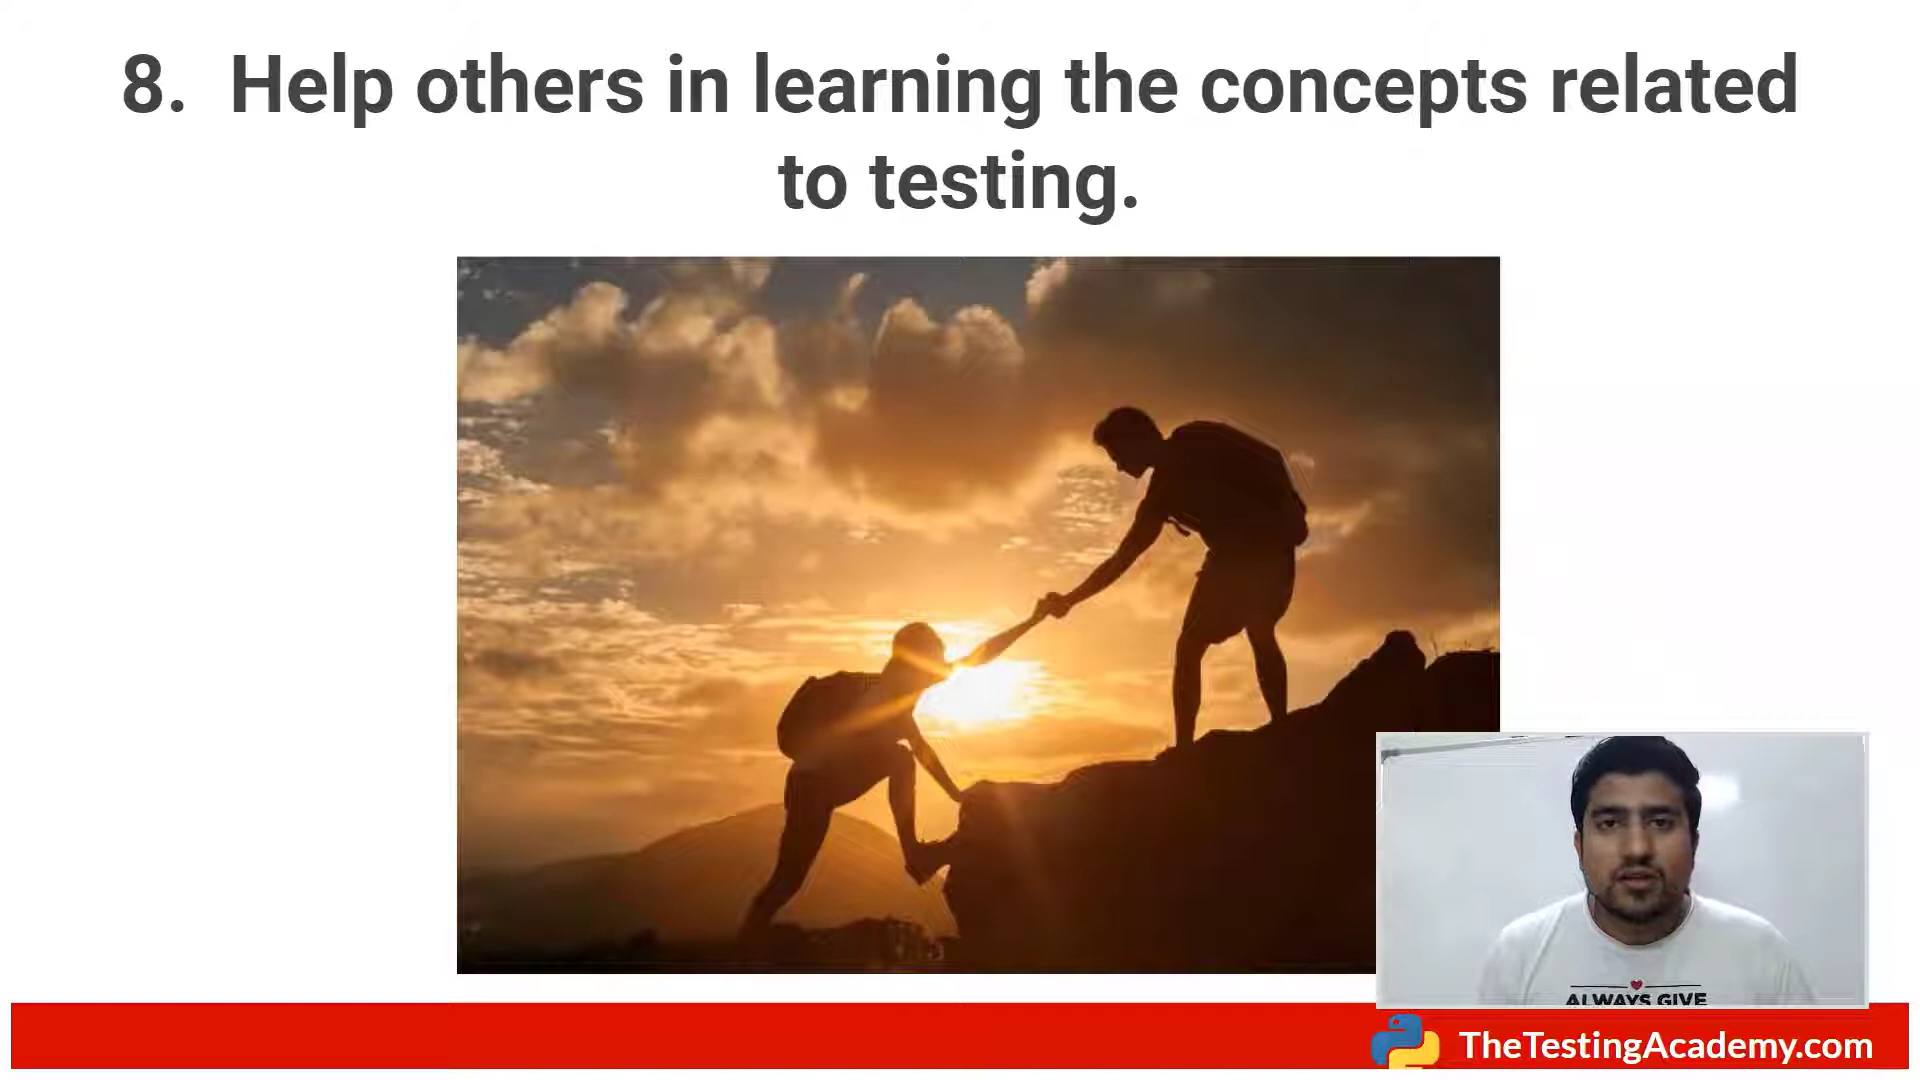 8. Help others in learning the concepts related
to testing.
ALWAYS GIVE
TheTestingAcademy.com